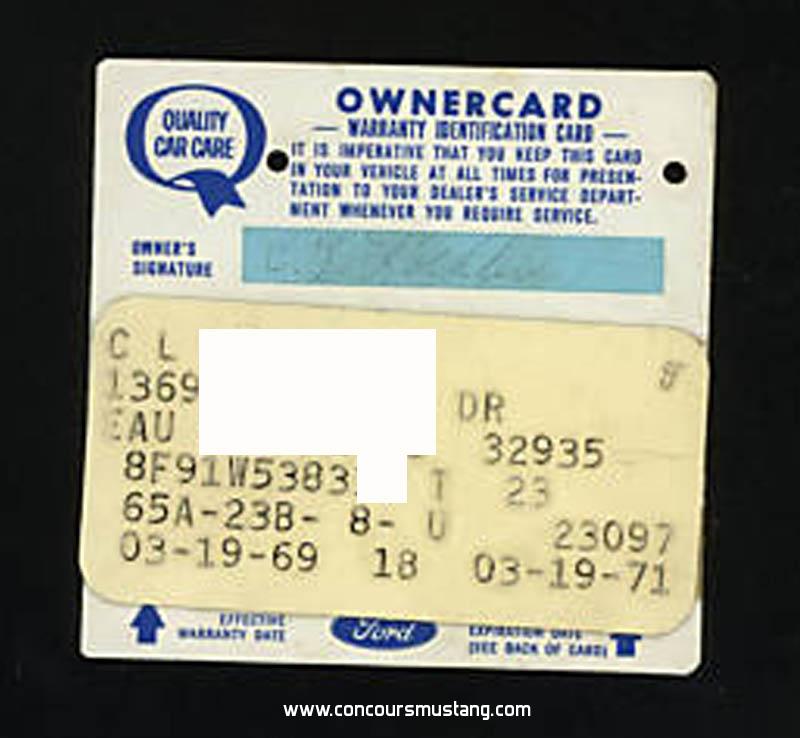 QUALITY
CAR CARE
OWNERCARD
— WARRANTY IDENTIFICATION CARD —
IT IS IMPERATIVE THAT YOU KEEP THIS CARD
IN YOUR VEHICLE AT ALL TIMES FOR PRESEN-
TATION TO YOUR DEALER'S SERVICE DEPART-
MENT WHENEVER YOU REQUIRE SERVICE.
OWNER'S
SIGNATURE
C L
1369 DR
EAU 32935
8F91W5383 T 23
65A-23B- 8- U 23097
03-19-69 18 03-19-71
EFFECTIVE
WARRANTY DATE
Ford
EXPIRATION DATE
(SEE BACK OF CARD)
www.concoursmustang.com